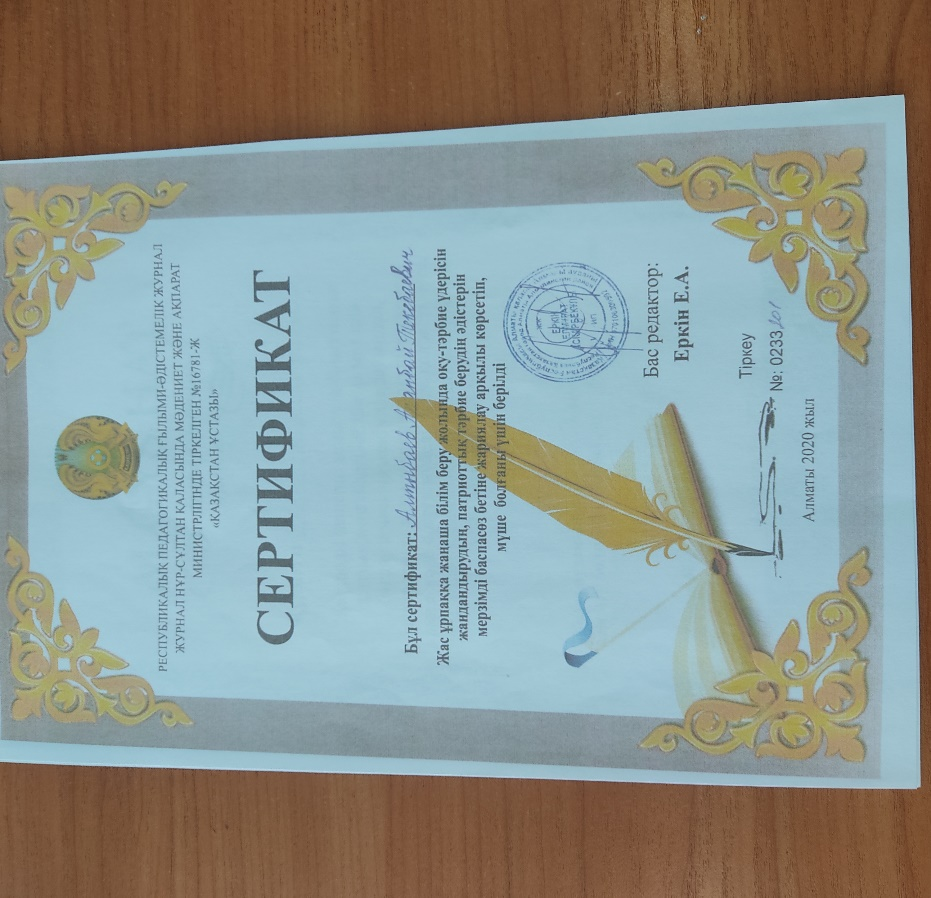 РЕСПУБЛИКАЛЫҚ ПЕДАГОГИКАЛЫҚ ҒЫЛЫМИ-ӘДІСТЕМЕЛІК ЖУРНАЛ
ЖУРНАЛ НҰР-СҰЛТАН ҚАЛАСЫНДА МӘДЕНИЕТ ЖӘНЕ АҚПАРАТ
МИНИСТРЛІГІНДЕ ТІРКЕЛГЕН №16781-Ж
«ҚАЗАҚСТАН ҰСТАЗЫ»
СЕРТИФИКАТ
Бұл сертификат: Алтынбаев
Жас ұрпаққа жаңаша білім беру жолында оқу-тәрбие үдерісін
жандандырудың, патриоттық тәрбие берудің әдістерін
мерзімді баспасөз бетіне жариялау арқылы көрсетіп,
мүше болғаны үшін берілді
Бас редактор:
Еркін Е.А.
Тіркеу
№: 0233
Алматы 2020 жыл